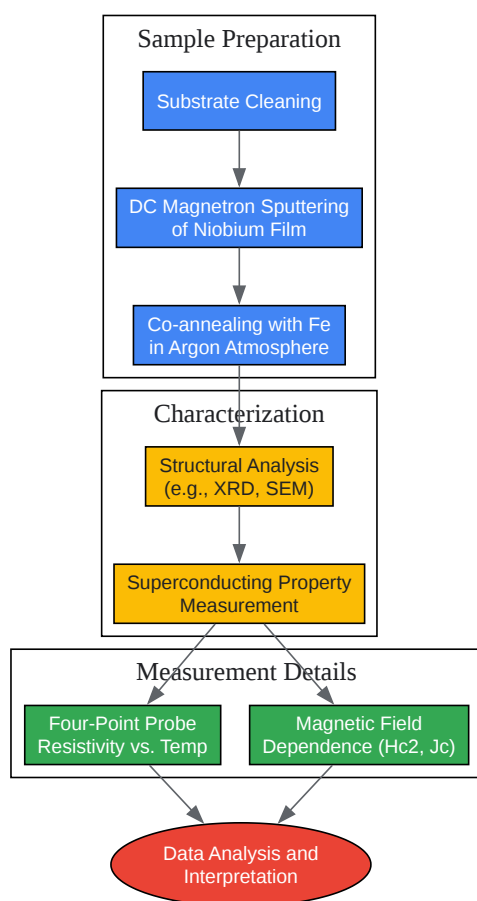 Sample Preparation
Substrate Cleaning
DC Magnetron Sputtering
of Niobium Film
Co-annealing with Fe
in Argon Atmosphere
Characterization
Structural Analysis
(e.g., XRD, SEM)
Superconducting Property
Measurement
Measurement Details
Four-Point Probe
Resistivity vs. Temp
Magnetic Field
Dependence (Hc2, Jc)
Data Analysis and
Interpretation